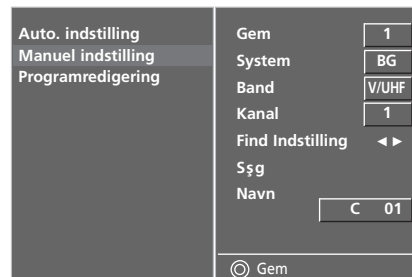 Auto. indstilling
Manuel indstilling
Programredigering
Gem 1
System BG
Band V/UHF
Kanal 1
Find Indstilling ◄ ►
Sşg
Navn
C 01
Gem